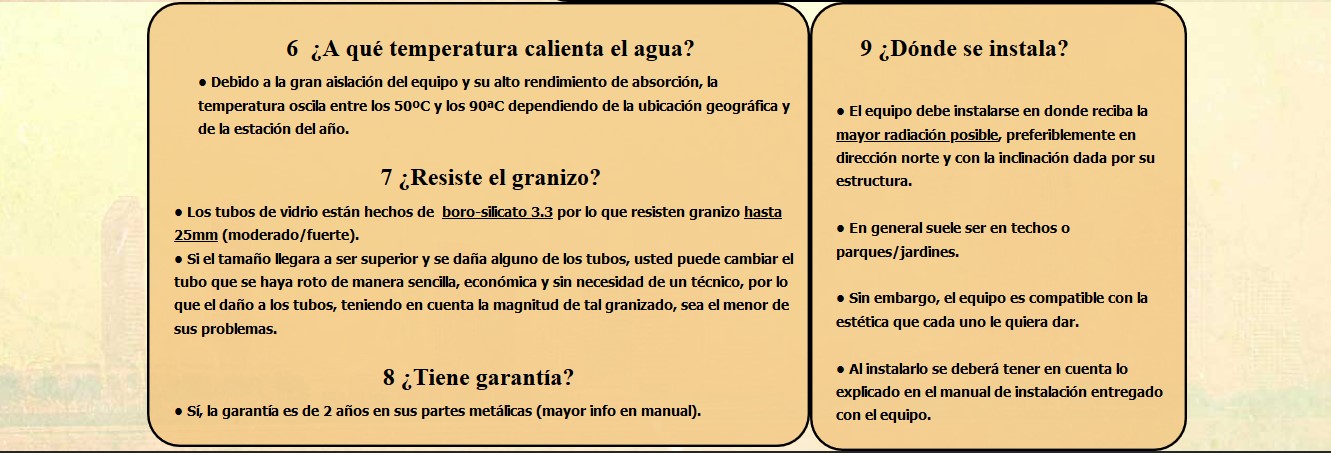 6 ¿A qué temperatura calienta el agua?
● Debido a la gran aislación del equipo y su alto rendimiento de absorción, la
temperatura oscila entre los 50ºC y los 90ªC dependiendo de la ubicación geográfica y
de la estación del año.
7 ¿Resiste el granizo?
● Los tubos de vidrio están hechos de boro-silicato 3.3 por lo que resisten granizo hasta
25mm (moderado/fuerte).
● Si el tamaño llegara a ser superior y se daña alguno de los tubos, usted puede cambiar el
tubo que se haya roto de manera sencilla, económica y sin necesidad de un técnico, por lo
que el daño a los tubos, teniendo en cuenta la magnitud de tal granizado, sea el menor de
sus problemas.
8 ¿Tiene garantía?
● Sí, la garantía es de 2 años en sus partes metálicas (mayor info en manual).
9 ¿Dónde se instala?
● El equipo debe instalarse en donde reciba la
mayor radiación posible, preferiblemente en
dirección norte y con la inclinación dada por su
estructura.
● En general suele ser en techos o
parques/jardines.
● Sin embargo, el equipo es compatible con la
estética que cada uno le quiera dar.
● Al instalarlo se deberá tener en cuenta lo
explicado en el manual de instalación entregado
con el equipo.